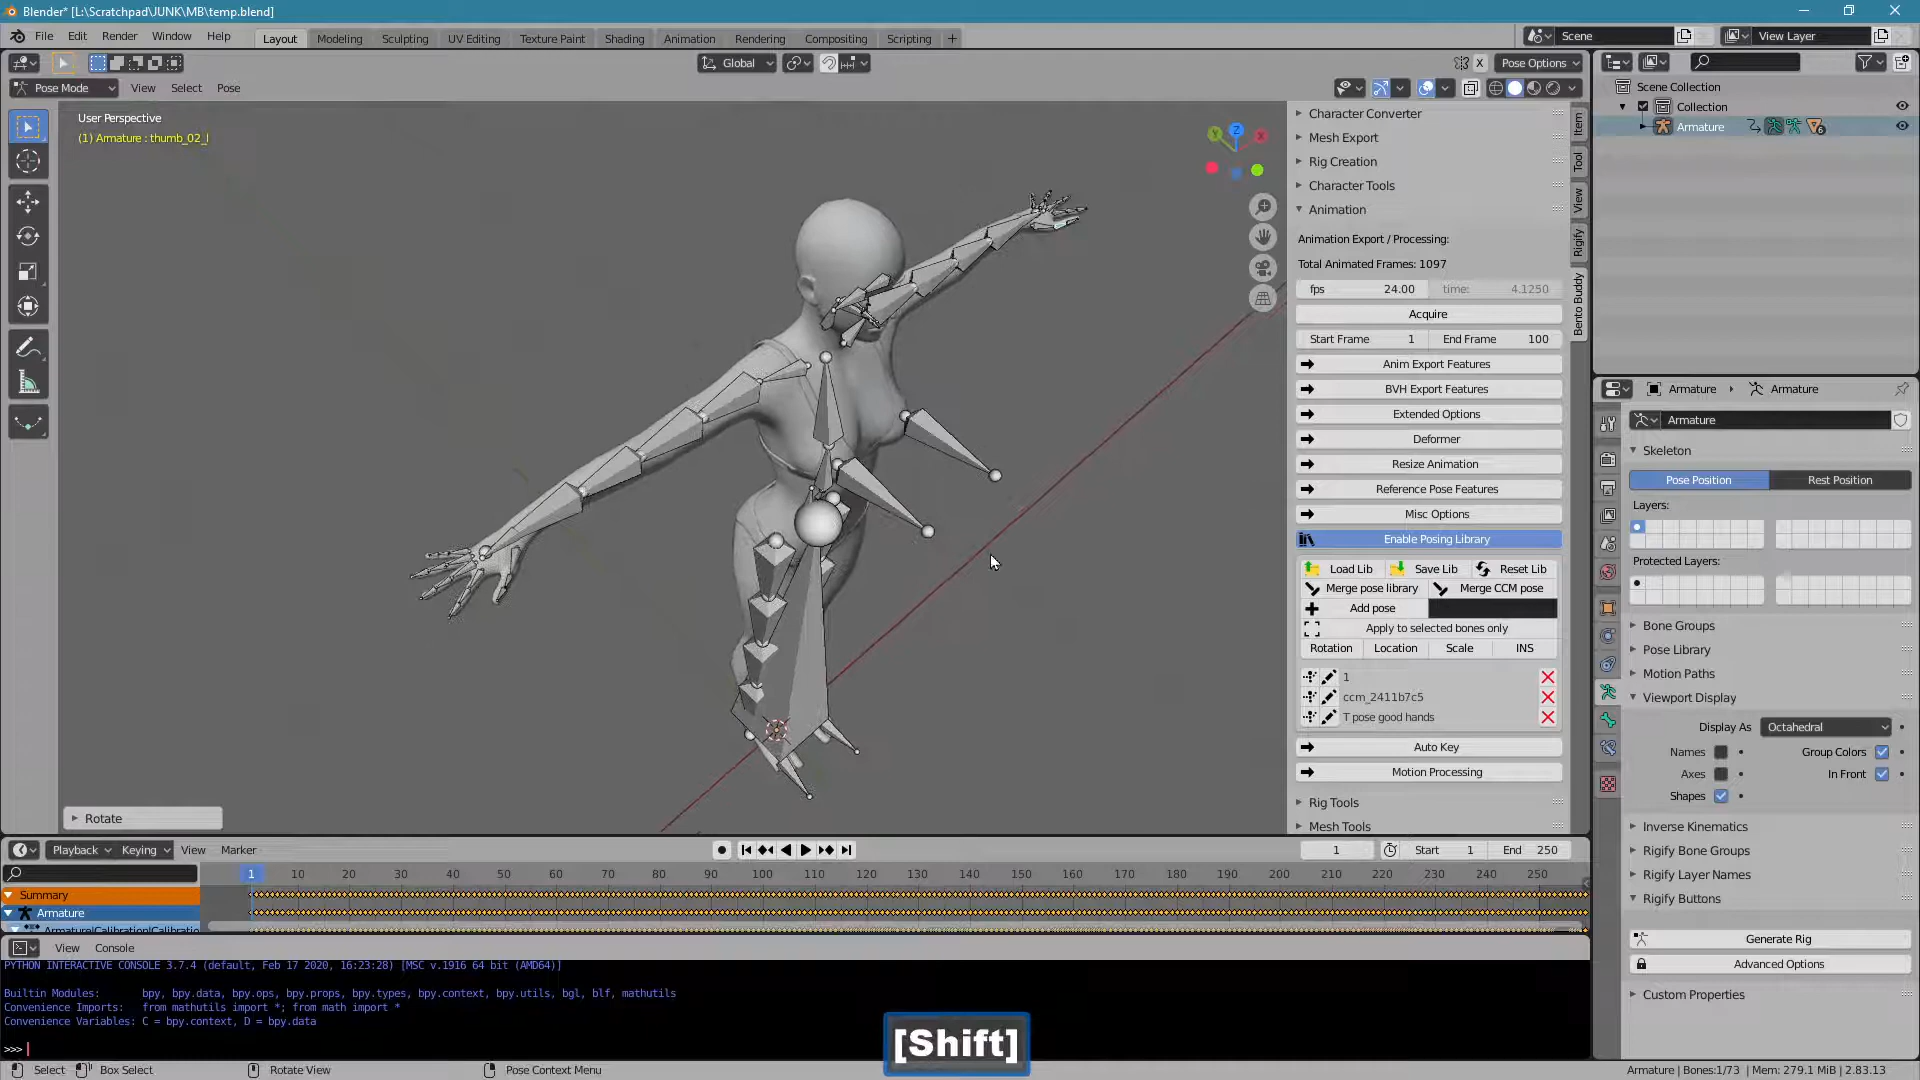 Blender* [L:\Scratchpad\JUNK\MB\temp.blend]
File Edit Render Window Help Layout Modeling Sculpting UV Editing Texture Paint Shading Animation Rendering Compositing Scripting + Scene View Layer
Global X Pose Options
Pose Mode View Select Pose
User Perspective
(1) Armature : thumb_02_l
Y Z X
Character Converter
Mesh Export
Rig Creation
Character Tools
Animation
Animation Export / Processing:
Total Animated Frames: 1097
fps 24.00 time: 4.1250
Acquire
Start Frame 1 End Frame 100
Anim Export Features
BVH Export Features
Extended Options
Deformer
Resize Animation
Reference Pose Features
Misc Options
Enable Posing Library
Load Lib Save Lib Reset Lib
Merge pose library Merge CCM pose
Add pose
Apply to selected bones only
Rotation Location Scale INS
1
ccm_2411b7c5
T pose good hands
Auto Key
Motion Processing
Rig Tools
Mesh Tools
Item
Tool
View
Rigify
Bento Buddy
Scene Collection
Collection
Armature 6
Armature Armature
Armature
Skeleton
Pose Position Rest Position
Layers:
Protected Layers:
Bone Groups
Pose Library
Motion Paths
Viewport Display
Display As Octahedral
Names Group Colors
Axes In Front
Shapes
Inverse Kinematics
Rigify Bone Groups
Rigify Layer Names
Rigify Buttons
Generate Rig
Advanced Options
Custom Properties
Rotate
Playback Keying View Marker 1 Start 1 End 250
1 10 20 30 40 50 60 70 80 90 100 110 120 130 140 150 160 170 180 190 200 210 220 230 240 250
Summary
Armature
Armature|Calibration|Calibratio
View Console
PYTHON INTERACTIVE CONSOLE 3.7.4 (default, Feb 17 2020, 16:23:28) [MSC v.1916 64 bit (AMD64)]
Builtin Modules: bpy, bpy.data, bpy.ops, bpy.props, bpy.types, bpy.context, bpy.utils, bgl, blf, mathutils
Convenience Imports: from mathutils import *; from math import *
Convenience Variables: C = bpy.context, D = bpy.data
>>>
[Shift]
Select Box Select Rotate View Pose Context Menu Armature | Bones:1/73 | Mem: 279.1 MiB | 2.83.13